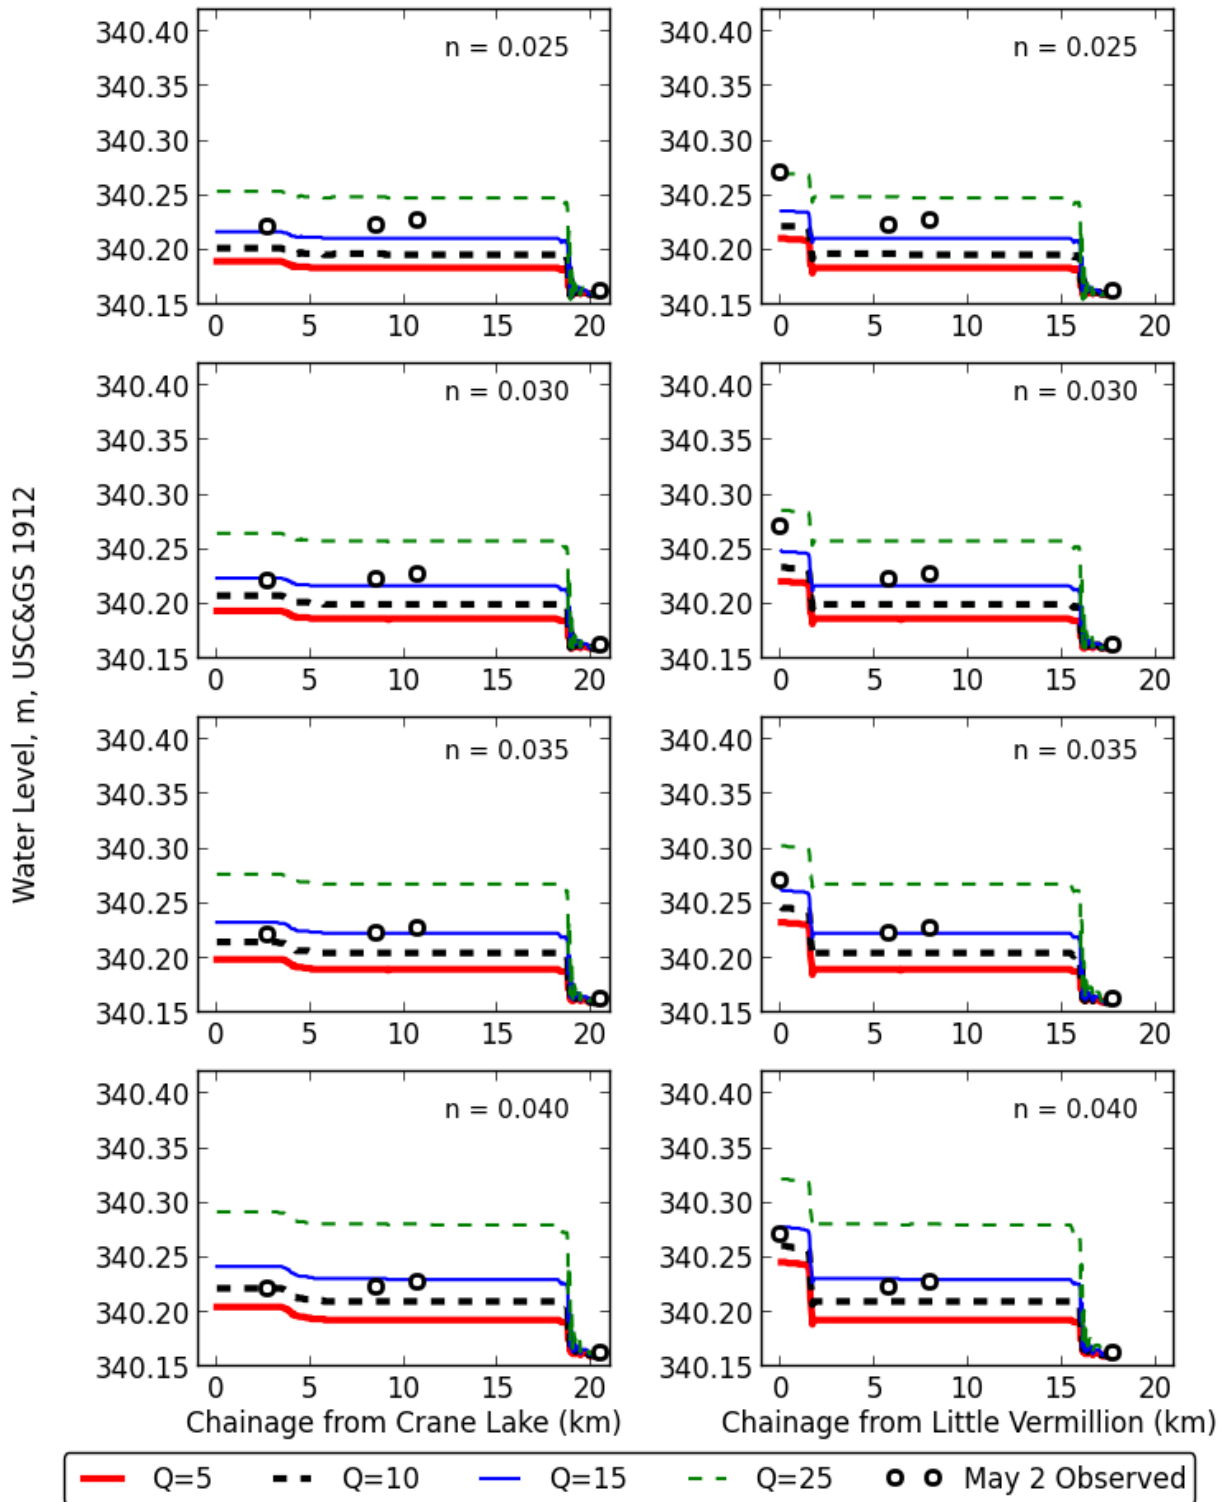 Water Level, m, USC&GS 1912
340.40
340.35
340.30
340.25
340.20
340.15
n = 0.025
0 5 10 15 20
340.40
340.35
340.30
340.25
340.20
340.15
n = 0.025
0 5 10 15 20
340.40
340.35
340.30
340.25
340.20
340.15
n = 0.030
0 5 10 15 20
340.40
340.35
340.30
340.25
340.20
340.15
n = 0.030
0 5 10 15 20
340.40
340.35
340.30
340.25
340.20
340.15
n = 0.035
0 5 10 15 20
340.40
340.35
340.30
340.25
340.20
340.15
n = 0.035
0 5 10 15 20
340.40
340.35
340.30
340.25
340.20
340.15
n = 0.040
0 5 10 15 20
Chainage from Crane Lake (km)
340.40
340.35
340.30
340.25
340.20
340.15
n = 0.040
0 5 10 15 20
Chainage from Little Vermillion (km)
Q=5 Q=10 Q=15 Q=25 May 2 Observed